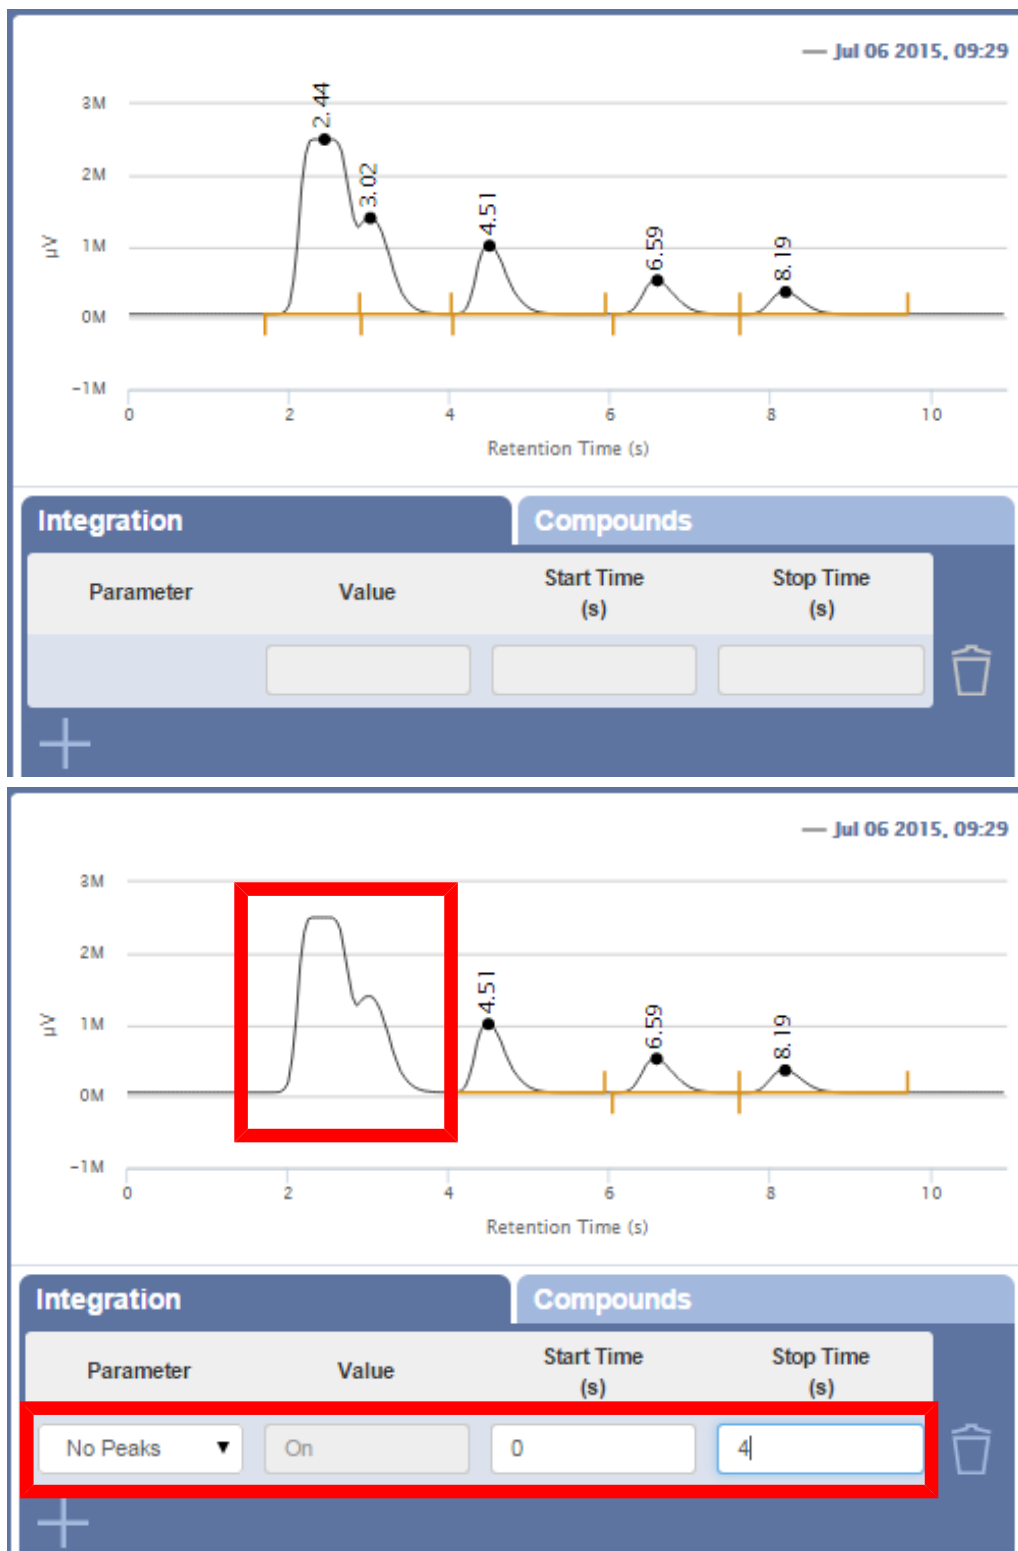 Jul 06 2015, 09:29
3M
2M
1M
0M
-1M
µV
2.44
3.02
4.51
6.59
8.19
0 2 4 6 8 10
Retention Time (s)
Integration Compounds
Parameter Value Start Time (s) Stop Time (s)
Jul 06 2015, 09:29
3M
2M
1M
0M
-1M
µV
4.51
6.59
8.19
0 2 4 6 8 10
Retention Time (s)
Integration Compounds
Parameter Value Start Time (s) Stop Time (s)
No Peaks On 0 4